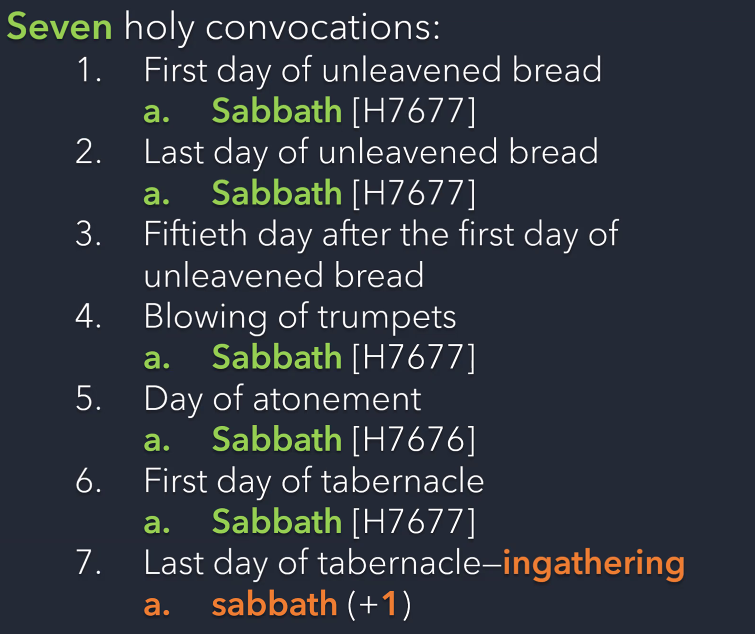 Seven holy convocations:
1. First day of unleavened bread
a. Sabbath [H7677]
2. Last day of unleavened bread
a. Sabbath [H7677]
3. Fiftieth day after the first day of
unleavened bread
4. Blowing of trumpets
a. Sabbath [H7677]
5. Day of atonement
a. Sabbath [H7676]
6. First day of tabernacle
a. Sabbath [H7677]
7. Last day of tabernacle–ingathering
a. sabbath (+1)